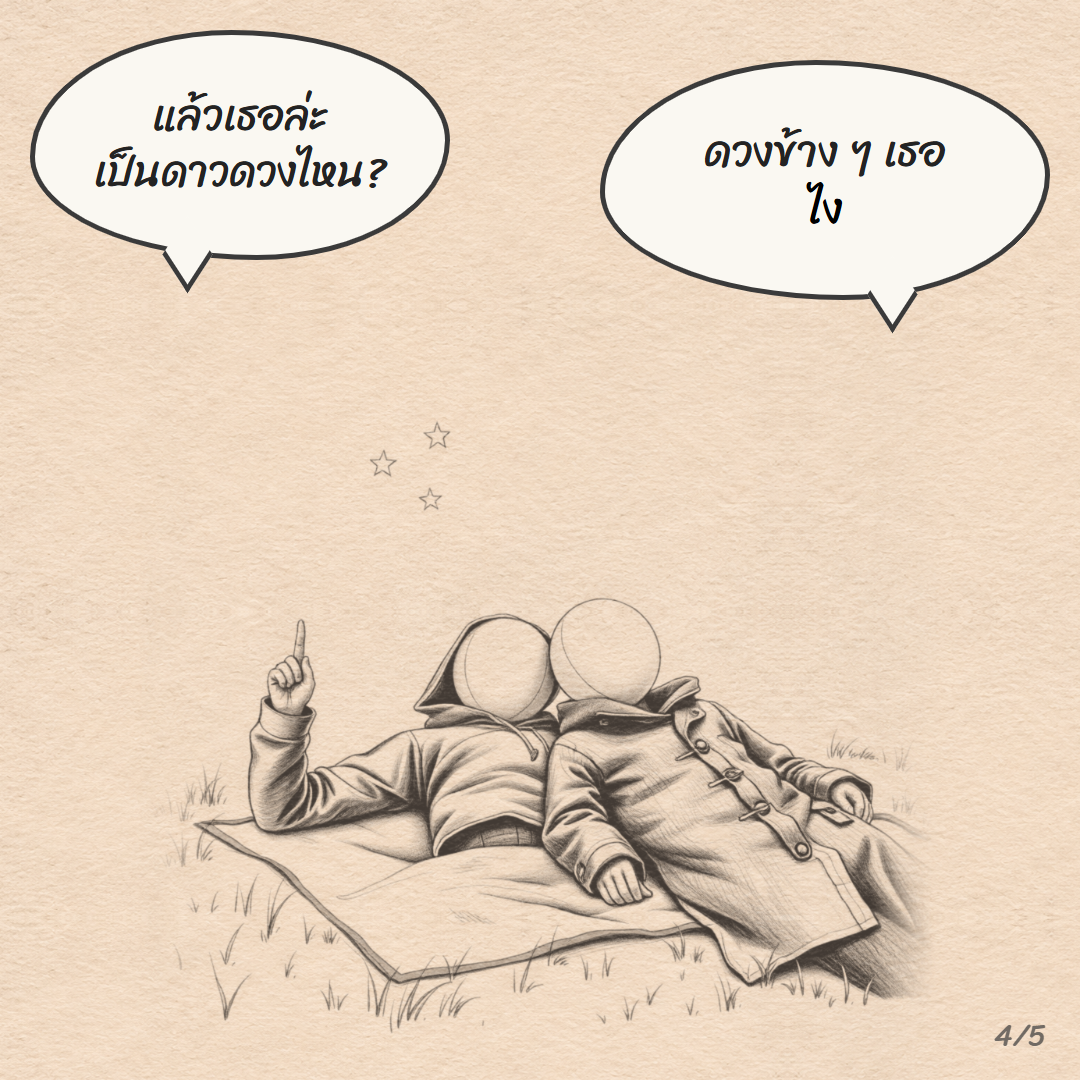 แล้วเธอล่ะ
เป็นดาวดวงไหน?
ดวงข้าง ๆ เธอ
ไง
4/5